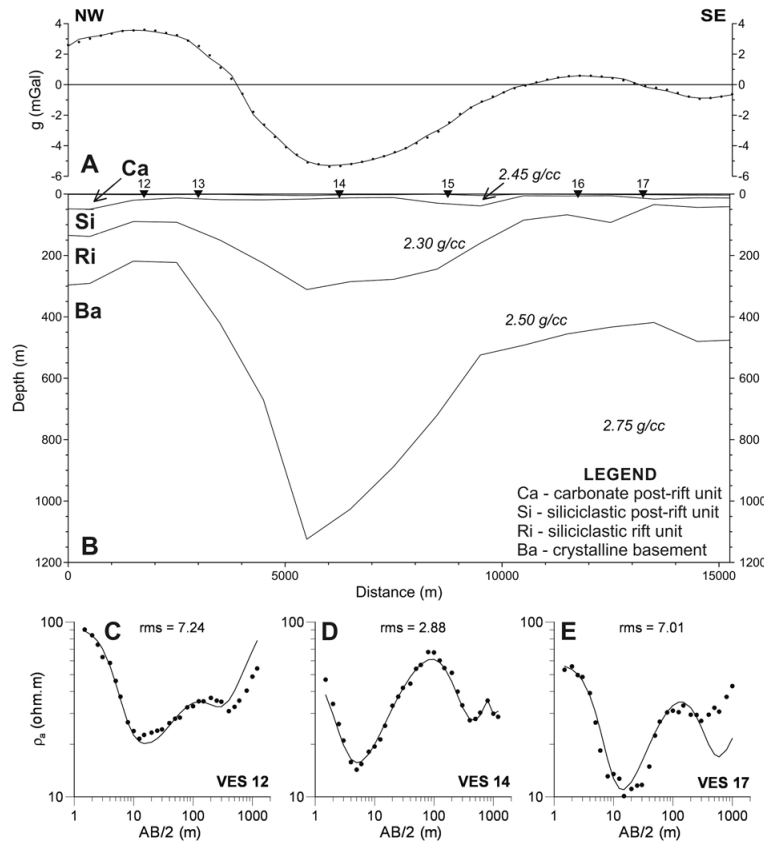 NW
SE
4
2
0
-2
-4
-6
g (mGal)
4
2
0
-2
-4
-6
A
Ca
12
13
14
15
16
17
2.45 g/cc
0
200
400
600
800
1000
1200
Depth (m)
0
200
400
600
800
1000
1200
Si
Ri
Ba
2.30 g/cc
2.50 g/cc
2.75 g/cc
LEGEND
Ca - carbonate post-rift unit
Si - siliciclastic post-rift unit
Ri - siliciclastic rift unit
Ba - crystalline basement
B
0
5000
10000
15000
Distance (m)
100
10
ρa (ohm.m)
C
rms = 7.24
VES 12
1
10
100
1000
AB/2 (m)
100
10
D
rms = 2.88
VES 14
1
10
100
1000
AB/2 (m)
100
10
E
rms = 7.01
VES 17
1
10
100
1000
AB/2 (m)